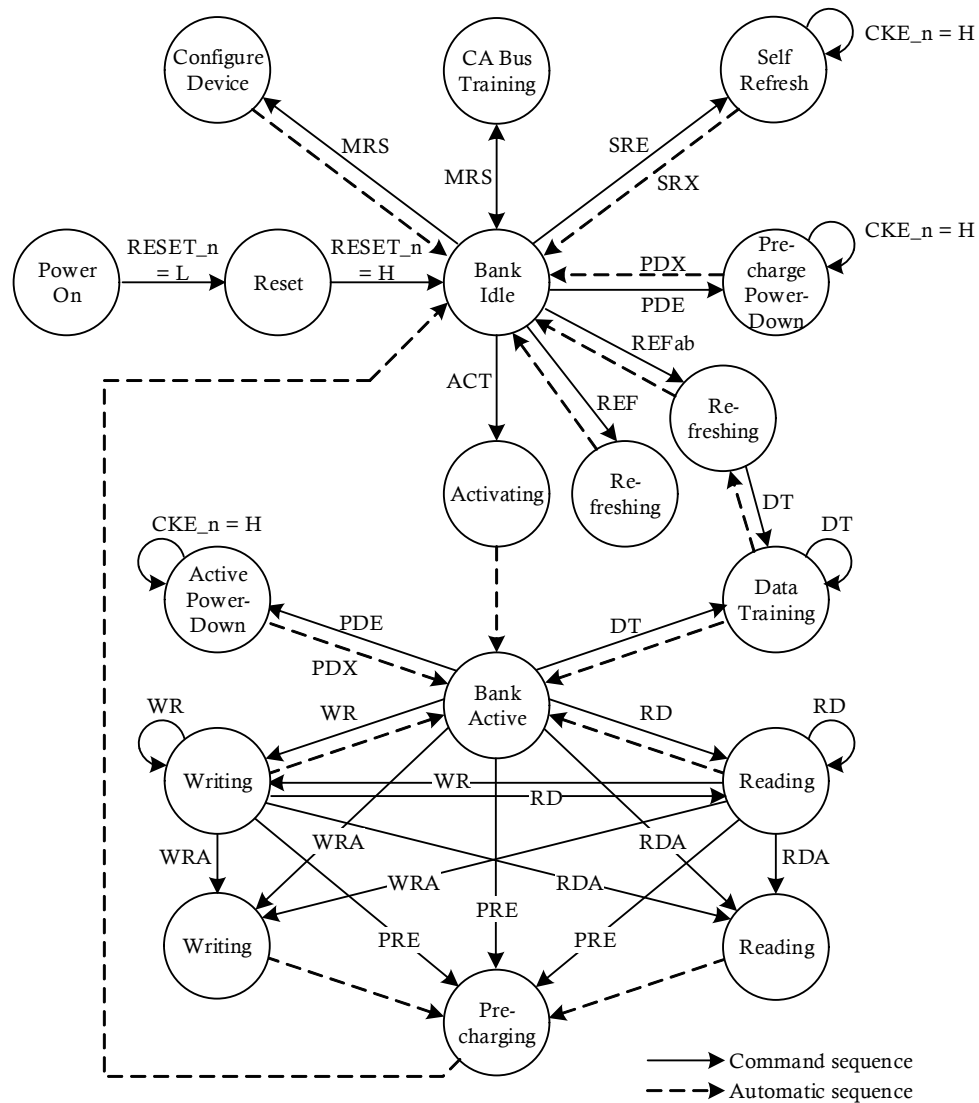 Configure
Device
CA Bus
Training
Self
Refresh
CKE_n = H
MRS
MRS
SRE
SRX
Power
On
RESET_n
= L
Reset
RESET_n
= H
Bank
Idle
PDX
PDE
Pre-
charge
Power-
Down
CKE_n = H
REFab
ACT
REF
Re-
freshing
Activating
Re-
freshing
DT
CKE_n = H
DT
Active
Power-
Down
Data
Training
PDE
PDX
DT
Bank
Active
WR
WR
RD
RD
Writing
WR
RD
Reading
WRA
WRA
WRA
RDA
RDA
RDA
PRE
PRE
PRE
Writing
Reading
Pre-
charging
Command sequence
Automatic sequence